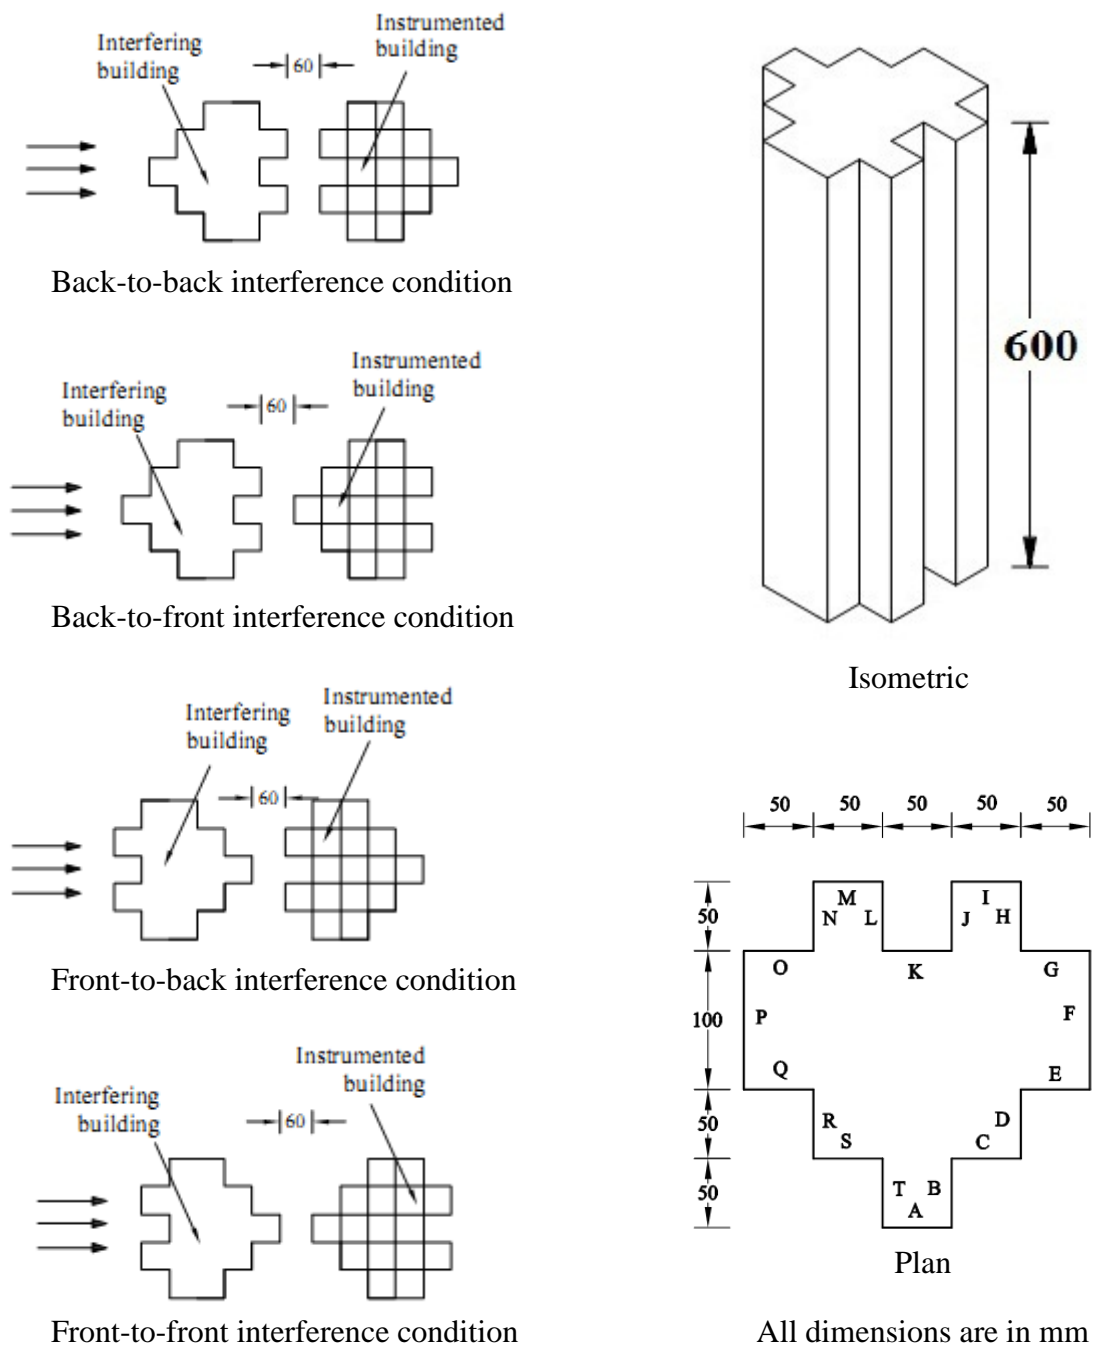 Interfering
building
60
Instrumented
building
Back-to-back interference condition
Interfering
building
60
Instrumented
building
Back-to-front interference condition
Interfering
building
60
Instrumented
building
Front-to-back interference condition
Interfering
building
60
Instrumented
building
Front-to-front interference condition
600
Isometric
50 50 50 50 50
50
100
50
50
M I
N L J H
O K G
P F
Q E
R D
S C
T B
A
Plan
All dimensions are in mm